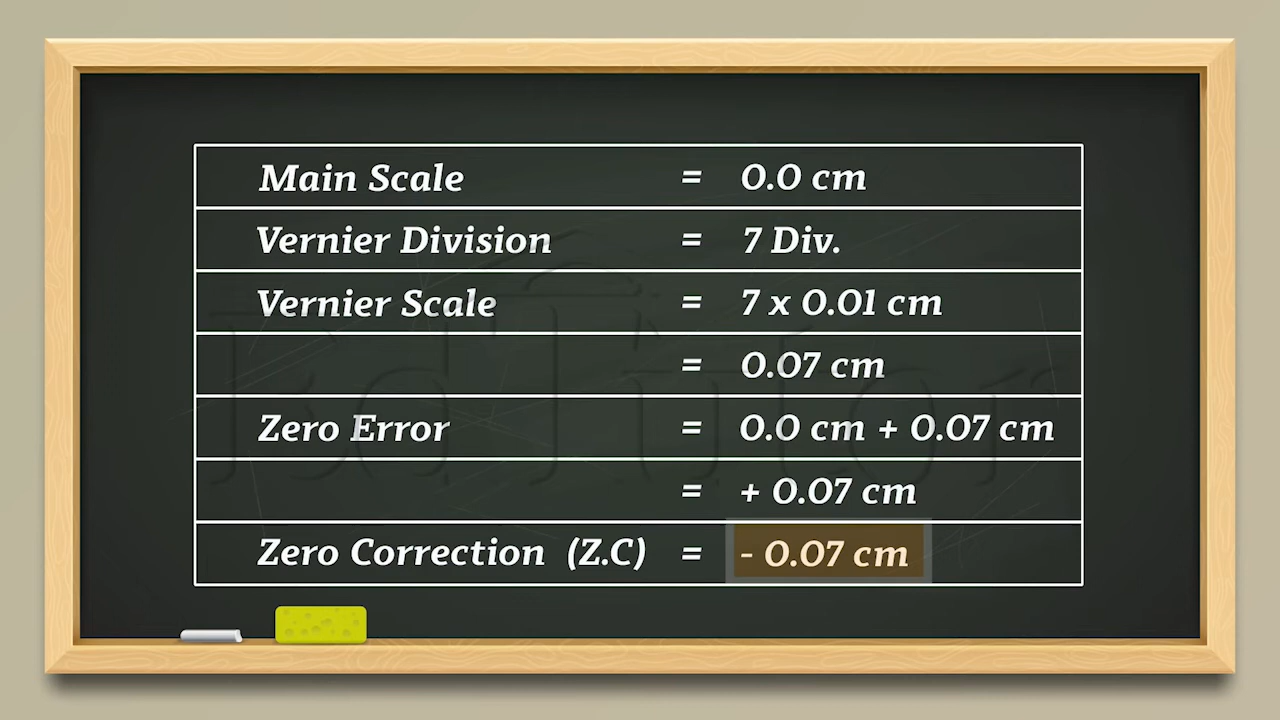 Main Scale = 0.0 cm
Vernier Division = 7 Div.
Vernier Scale = 7 x 0.01 cm
= 0.07 cm
Zero Error = 0.0 cm + 0.07 cm
= + 0.07 cm
Zero Correction (Z.C) = - 0.07 cm
EdTutor